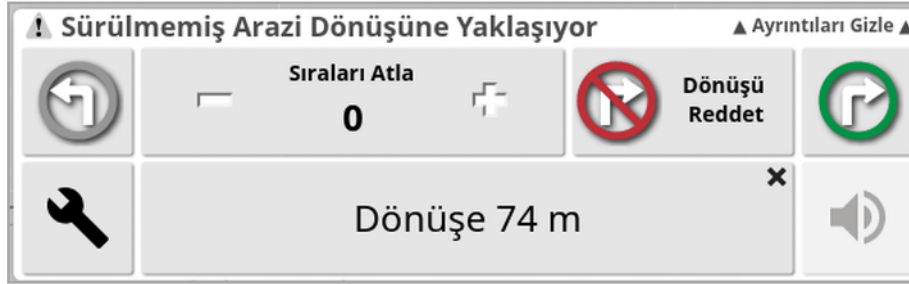 Sürülmemiş Arazi Dönüşüne Yaklaşıyor
▲ Ayrıntıları Gizle ▲
Sıraları Atla
0
Dönüşü
Reddet
Dönüşe 74 m